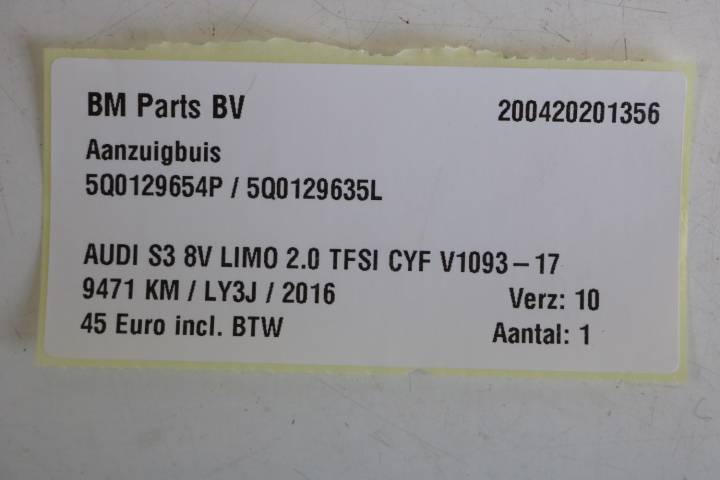 BM Parts BV 200420201356
Aanzuigbuis
5Q0129654P / 5Q0129635L
AUDI S3 8V LIMO 2.0 TFSI CYF V1093-17
9471 KM / LY3J / 2016 Verz: 10
45 Euro incl. BTW Aantal: 1